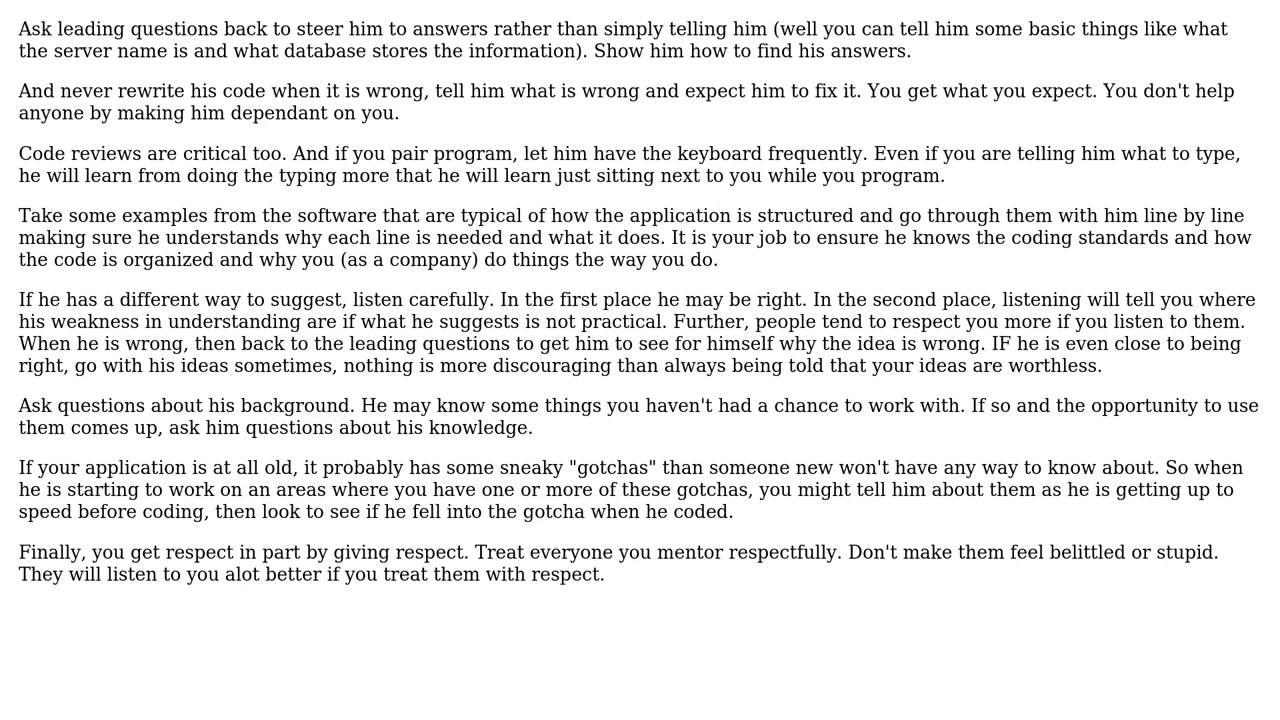 Ask leading questions back to steer him to answers rather than simply telling him (well you can tell him some basic things like what
the server name is and what database stores the information). Show him how to find his answers.
And never rewrite his code when it is wrong, tell him what is wrong and expect him to fix it. You get what you expect. You don't help
anyone by making him dependant on you.
Code reviews are critical too. And if you pair program, let him have the keyboard frequently. Even if you are telling him what to type,
he will learn from doing the typing more that he will learn just sitting next to you while you program.
Take some examples from the software that are typical of how the application is structured and go through them with him line by line
making sure he understands why each line is needed and what it does. It is your job to ensure he knows the coding standards and how
the code is organized and why you (as a company) do things the way you do.
If he has a different way to suggest, listen carefully. In the first place he may be right. In the second place, listening will tell you where
his weakness in understanding are if what he suggests is not practical. Further, people tend to respect you more if you listen to them.
When he is wrong, then back to the leading questions to get him to see for himself why the idea is wrong. IF he is even close to being
right, go with his ideas sometimes, nothing is more discouraging than always being told that your ideas are worthless.
Ask questions about his background. He may know some things you haven't had a chance to work with. If so and the opportunity to use
them comes up, ask him questions about his knowledge.
If your application is at all old, it probably has some sneaky "gotchas" than someone new won't have any way to know about. So when
he is starting to work on an areas where you have one or more of these gotchas, you might tell him about them as he is getting up to
speed before coding, then look to see if he fell into the gotcha when he coded.
Finally, you get respect in part by giving respect. Treat everyone you mentor respectfully. Don't make them feel belittled or stupid.
They will listen to you alot better if you treat them with respect.